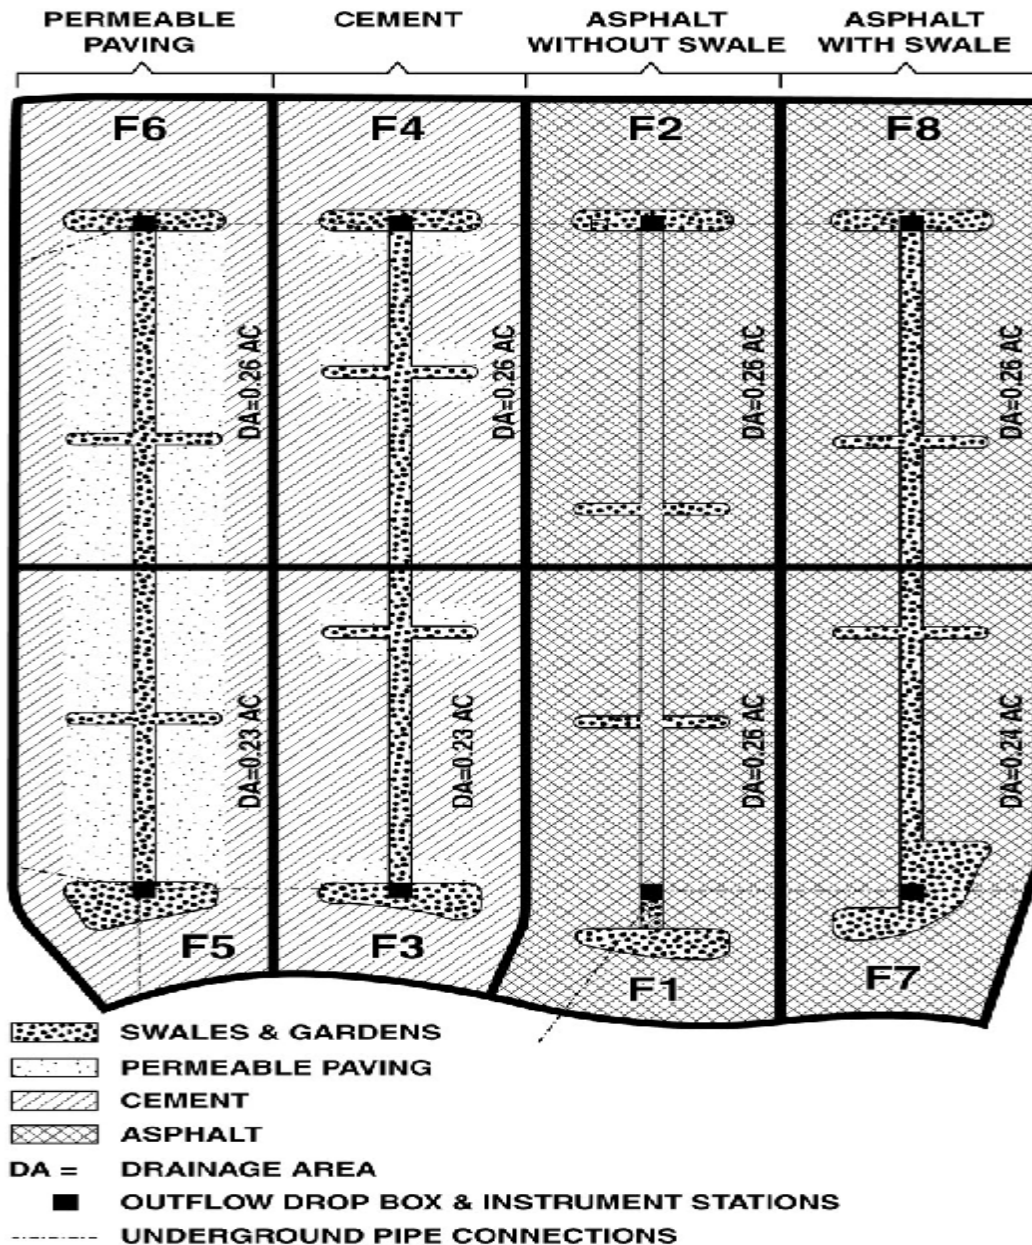 PERMEABLE
PAVING
CEMENT
ASPHALT
WITHOUT SWALE
ASPHALT
WITH SWALE
F6
F4
F2
F8
DA=0.26 AC
DA=0.26 AC
DA=0.26 AC
DA=0.26 AC
DA=0.23 AC
DA=0.23 AC
DA=0.26 AC
DA=0.24 AC
F5
F3
F1
F7
SWALES & GARDENS
PERMEABLE PAVING
CEMENT
ASPHALT
DA = DRAINAGE AREA
OUTFLOW DROP BOX & INSTRUMENT STATIONS
UNDERGROUND PIPE CONNECTIONS